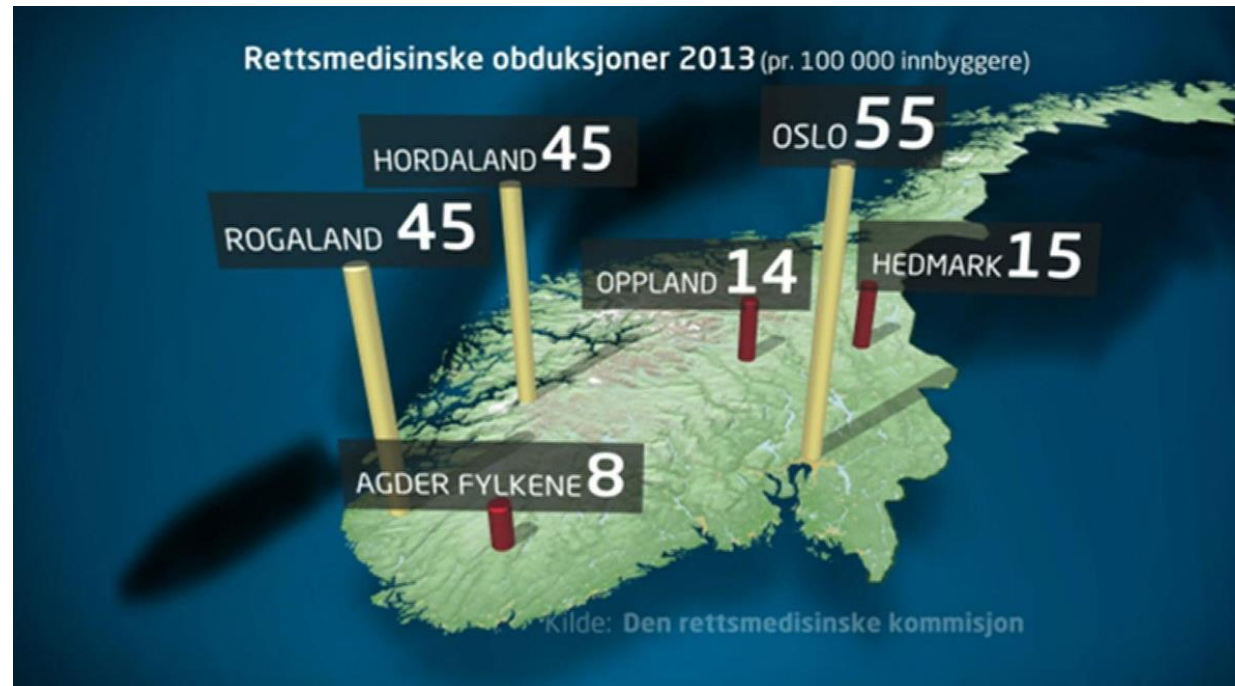 Rettsmedisinske obduksjoner 2013 (pr. 100 000 innbyggere)
OSLO 55
HORDALAND 45
ROGALAND 45
HEDMARK 15
OPPLAND 14
AGDER FYLKENE 8
Kilde: Den rettsmedisinske kommisjon